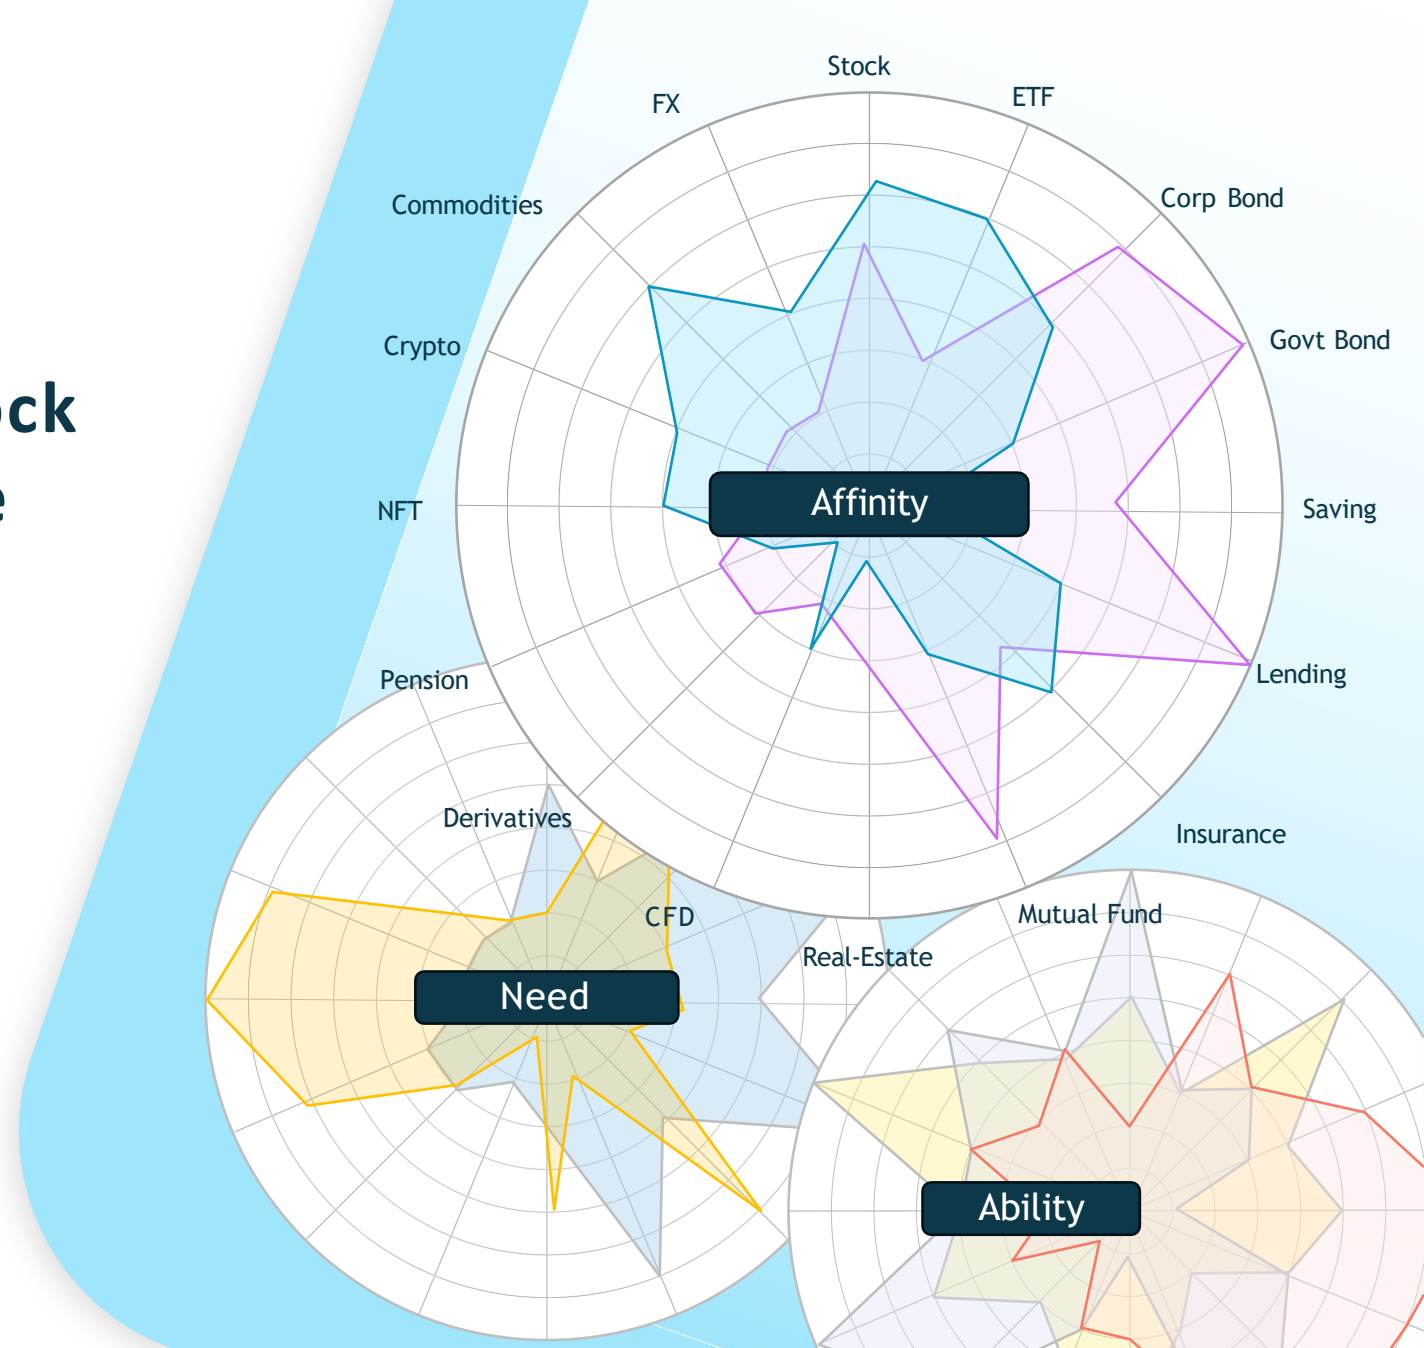 Stock
ETF
FX
Corp Bond
Commodities
Govt Bond
Crypto
ock
e
Affinity
NFT
Saving
Pension
Lending
Derivatives
Insurance
CFD
Mutual Fund
Real-Estate
Need
Ability